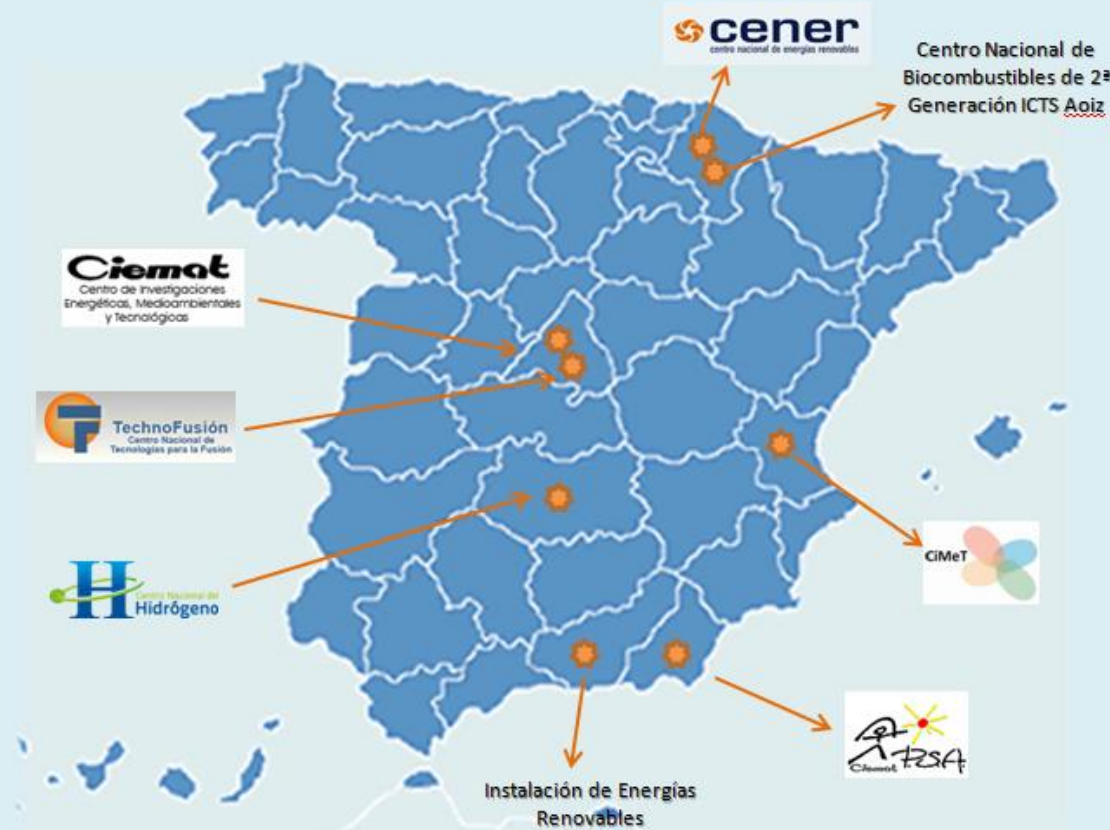 cener
centro nacional de energías renovables
Centro Nacional de
Biocombustibles de 2ª
Generación ICTS Aoiz
Ciemat
Centro de Investigaciones
Energéticas, Medioambientales
y Tecnológicas
TechnoFusión
Centro Nacional de
Tecnologías para la Fusión
H
Centro Nacional del
Hidrógeno
CiMeT
Ciemat PSA
Instalación de Energías
Renovables